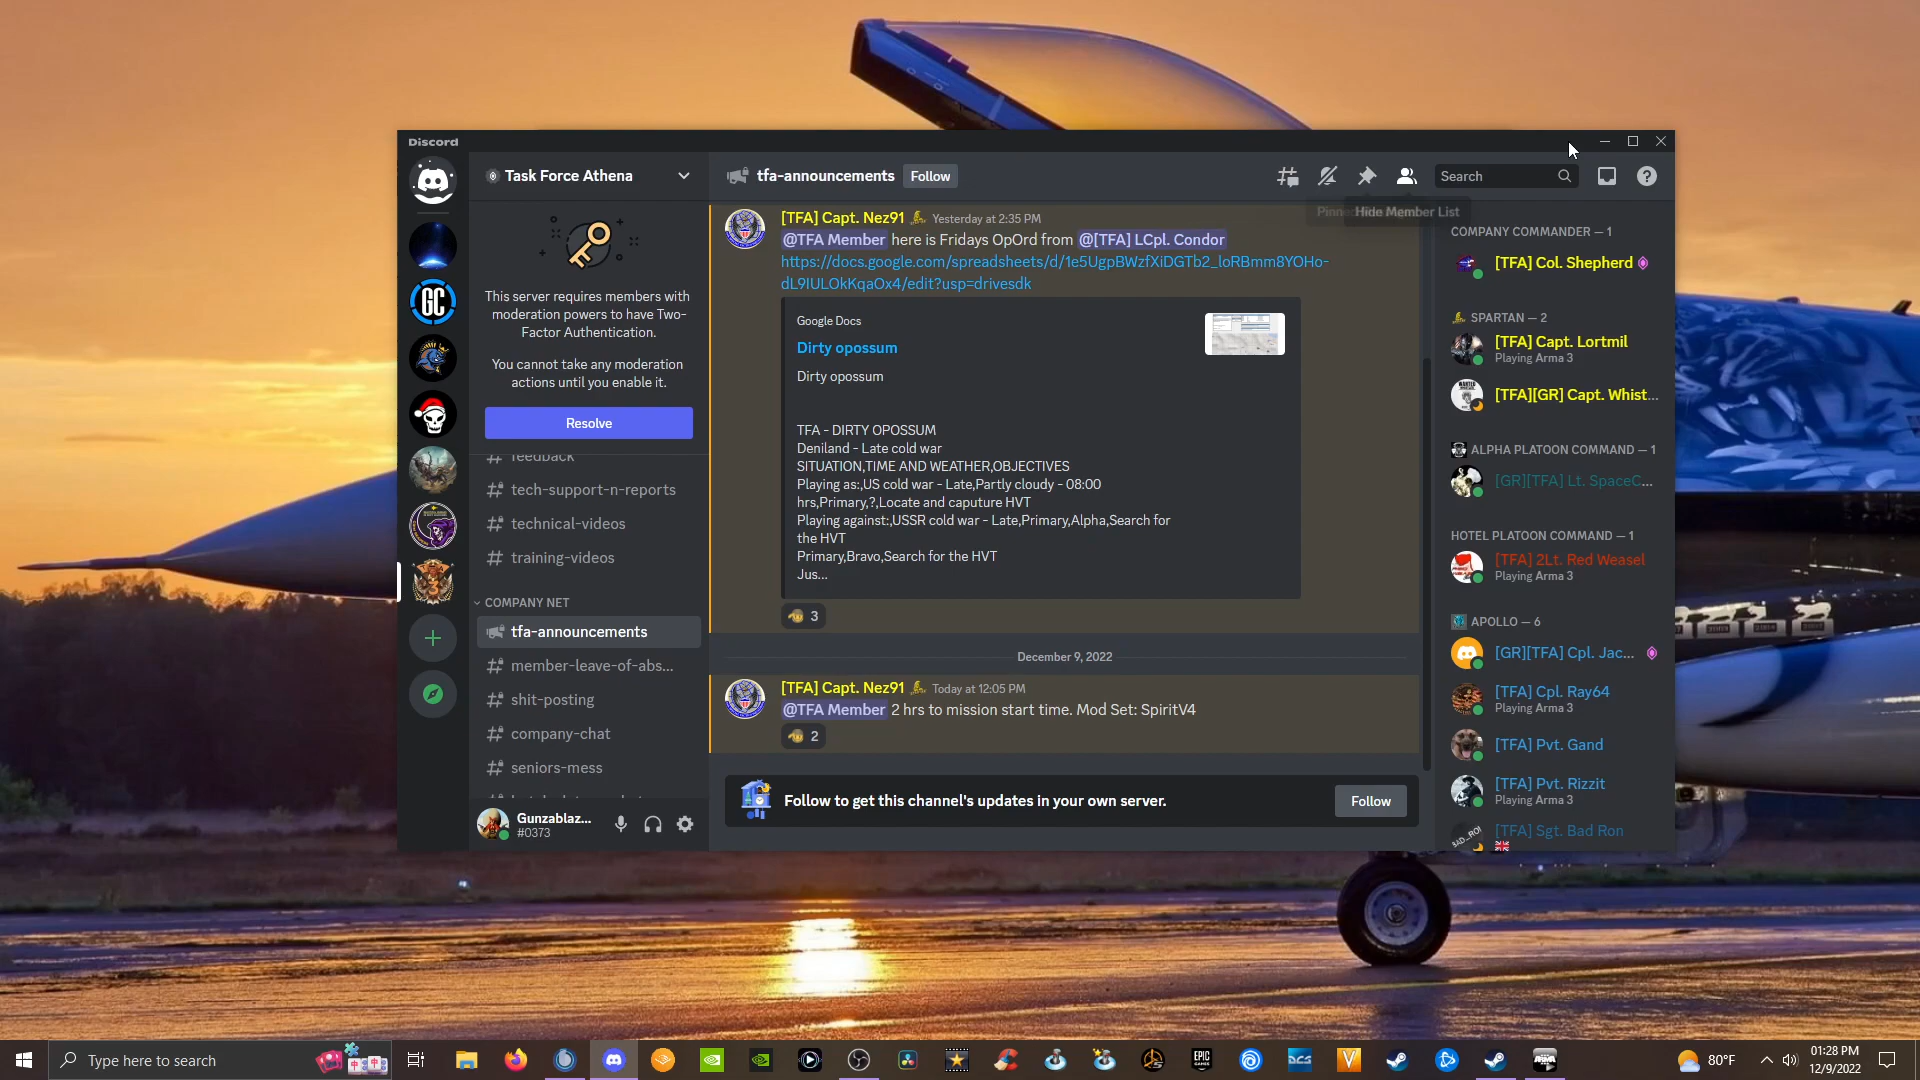 Discord
Task Force Athena
tfa-announcements
Follow
Search
Hide Member List
This server requires members with
moderation powers to have Two-
Factor Authentication.
You cannot take any moderation
actions until you enable it.
Resolve
feedback
tech-support-n-reports
technical-videos
training-videos
COMPANY NET
tfa-announcements
member-leave-of-abs...
shit-posting
company-chat
seniors-mess
Gunzablaz...
#0373
[TFA] Capt. Nez91 Yesterday at 2:35 PM
@TFA Member here is Fridays OpOrd from @[TFA] LCpl. Condor
https://docs.google.com/spreadsheets/d/1e5UgpBWzfXiDGTb2_loRBmm8YOHo-
dL9IULOkKqaOx4/edit?usp=drivesdk
Google Docs
Dirty opossum
Dirty opossum
TFA - DIRTY OPOSSUM
Deniland - Late cold war
SITUATION,TIME AND WEATHER,OBJECTIVES
Playing as:,US cold war - Late,Partly cloudy - 08:00
hrs,Primary,?,Locate and caputure HVT
Playing against:,USSR cold war - Late,Primary,Alpha,Search for
the HVT
Primary,Bravo,Search for the HVT
Jus...
3
December 9, 2022
[TFA] Capt. Nez91 Today at 12:05 PM
@TFA Member 2 hrs to mission start time. Mod Set: SpiritV4
2
Follow to get this channel's updates in your own server.
Follow
COMPANY COMMANDER — 1
[TFA] Col. Shepherd
SPARTAN — 2
[TFA] Capt. Lortmil
Playing Arma 3
[TFA][GR] Capt. Whist...
ALPHA PLATOON COMMAND — 1
[GR][TFA] Lt. SpaceC...
HOTEL PLATOON COMMAND — 1
[TFA] 2Lt. Red Weasel
Playing Arma 3
APOLLO — 6
[GR][TFA] Cpl. Jac...
[TFA] Cpl. Ray64
Playing Arma 3
[TFA] Pvt. Gand
[TFA] Pvt. Rizzit
Playing Arma 3
[TFA] Sgt. Bad Ron
Type here to search
80°F
01:28 PM
12/9/2022